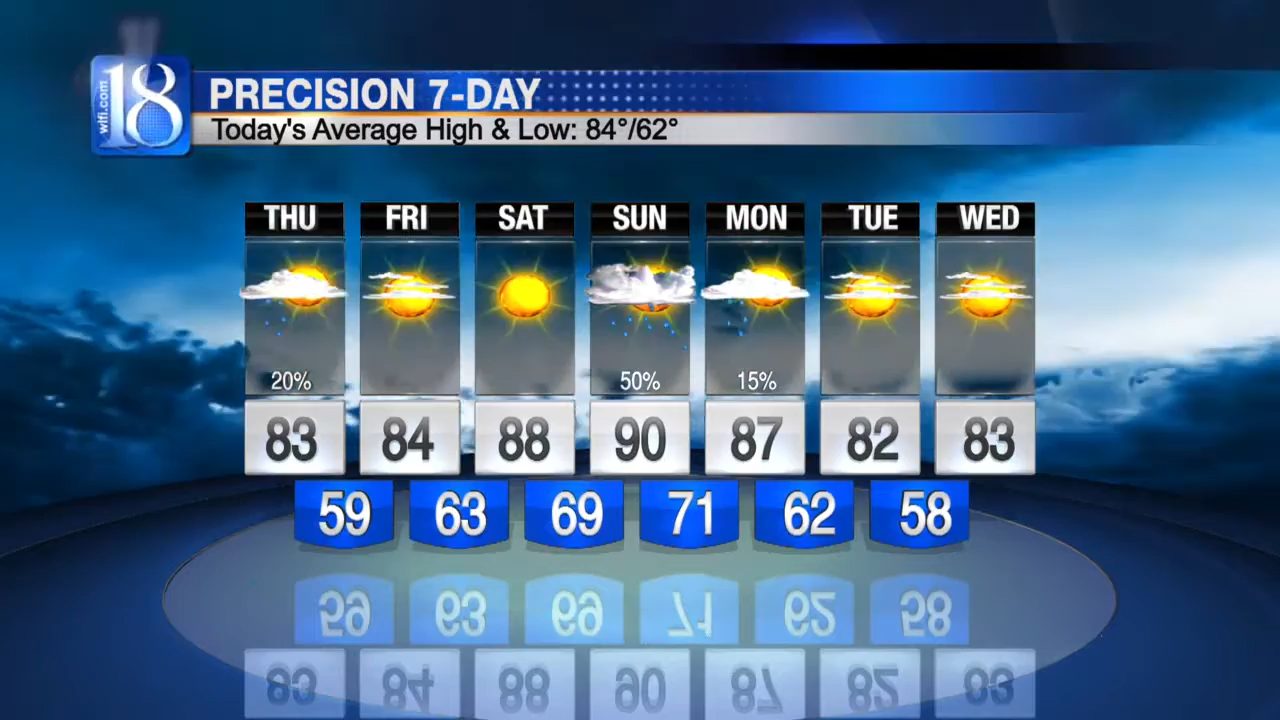 wlfi.com
18
PRECISION 7-DAY
Today's Average High & Low: 84°/62°
THU FRI SAT SUN MON TUE WED
20% 50% 15%
83 84 88 90 87 82 83
59 63 69 71 62 58